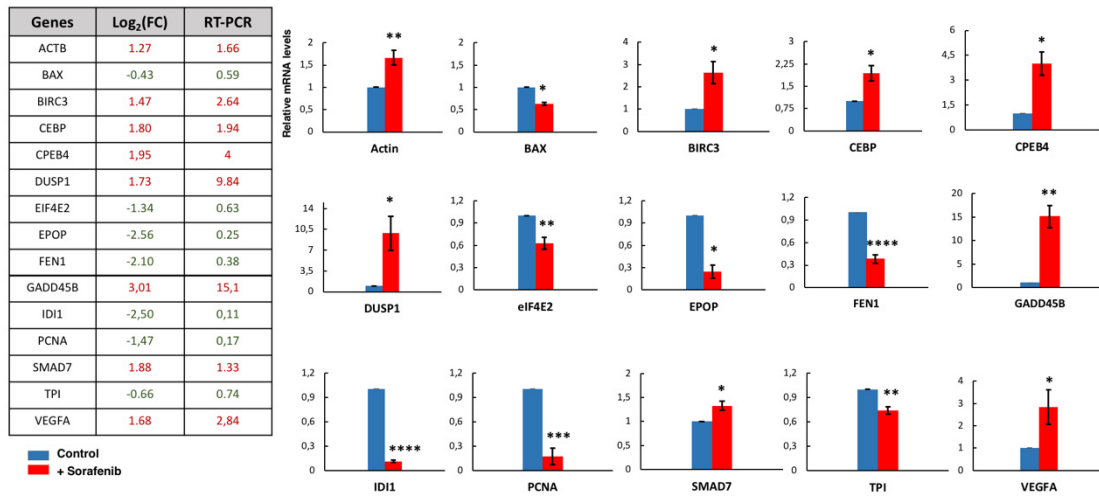 Genes Log₂(FC) RT-PCR
ACTB 1.27 1.66
BAX -0.43 0.59
BIRC3 1.47 2.64
CEBP 1.80 1.94
CPEB4 1,95 4
DUSP1 1.73 9.84
EIF4E2 -1.34 0.63
EPOP -2.56 0.25
FEN1 -2.10 0.38
GADD45B 3,01 15,1
IDI1 -2,50 0,11
PCNA -1,47 0,17
SMAD7 1.88 1.33
TPI -0.66 0.74
VEGFA 1.68 2,84
Control
+ Sorafenib
Relative mRNA levels
2
1,5
1
0,5
0
**
Actin
2
1,5
1
0,5
0
*
BAX
4
3
2
1
0
*
BIRC3
3
2,25
1,5
0,75
0
*
CEBP
6
4,5
3
1,5
0
*
CPEB4
14
10,5
7
3,5
0
*
DUSP1
1,2
0,9
0,6
0,3
0
**
eIF4E2
1,2
0,9
0,6
0,3
0
*
EPOP
1,2
0,9
0,6
0,3
0
****
FEN1
20
15
10
5
0
**
GADD45B
1,2
0,9
0,6
0,3
0
****
IDI1
1,2
0,9
0,6
0,3
0
***
PCNA
2
1,5
1
0,5
0
*
SMAD7
1,2
0,9
0,6
0,3
0
**
TPI
4
3
2
1
0
*
VEGFA